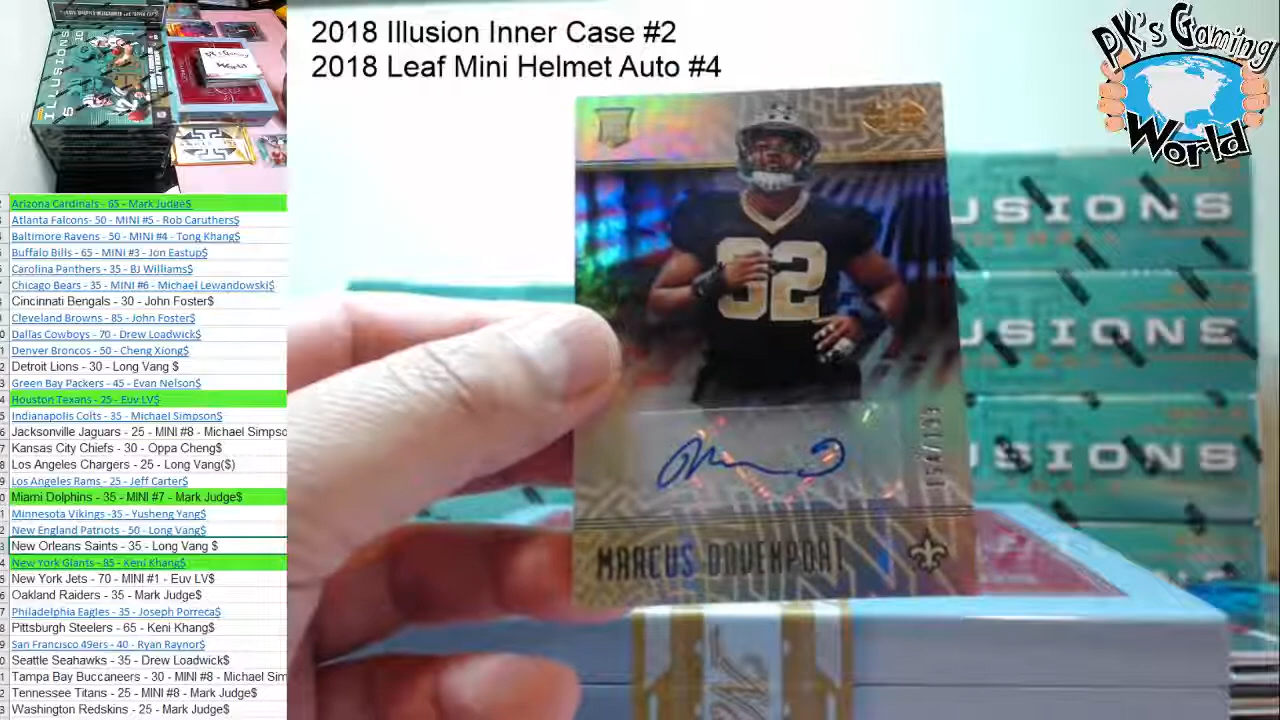 2018 Illusion Inner Case #2
2018 Leaf Mini Helmet Auto #4
PK's Gaming
World
ILLUSIONS
Arizona Cardinals - 65 - Mark Judge$
Atlanta Falcons- 50 - MINI #5 - Rob Caruthers$
Baltimore Ravens - 50 - MINI #4 - Tong Khang$
Buffalo Bills - 65 - MINI #3 - Jon Eastup$
Carolina Panthers - 35 - BJ Williams$
Chicago Bears - 35 - MINI #6 - Michael Lewandowski$
Cincinnati Bengals - 30 - John Foster$
Cleveland Browns - 85 - John Foster$
Dallas Cowboys - 70 - Drew Loadwick$
Denver Broncos - 50 - Cheng Xiong$
Detroit Lions - 30 - Long Vang $
Green Bay Packers - 45 - Evan Nelson$
Houston Texans - 25 - Euv LV$
Indianapolis Colts - 35 - Michael Simpson$
Jacksonville Jaguars - 25 - MINI #8 - Michael Simpso
Kansas City Chiefs - 30 - Oppa Cheng$
Los Angeles Chargers - 25 - Long Vang($)
Los Angeles Rams - 25 - Jeff Carter$
Miami Dolphins - 35 - MINI #7 - Mark Judge$
Minnesota Vikings -35 - Yusheng Yang$
New England Patriots - 50 - Long Vang$
New Orleans Saints - 35 - Long Vang $
New York Giants - 85 - Keni Khang$
New York Jets - 70 - MINI #1 - Euv LV$
Oakland Raiders - 35 - Mark Judge$
Philadelphia Eagles - 35 - Joseph Porreca$
Pittsburgh Steelers - 65 - Keni Khang$
San Francisco 49ers - 40 - Ryan Raynor$
Seattle Seahawks - 35 - Drew Loadwick$
Tampa Bay Buccaneers - 30 - MINI #8 - Michael Sim
Tennessee Titans - 25 - MINI #8 - Mark Judge$
Washington Redskins - 25 - Mark Judge$
92
MARCUS DAVENPORT
USIONS
USIONS
USIONS